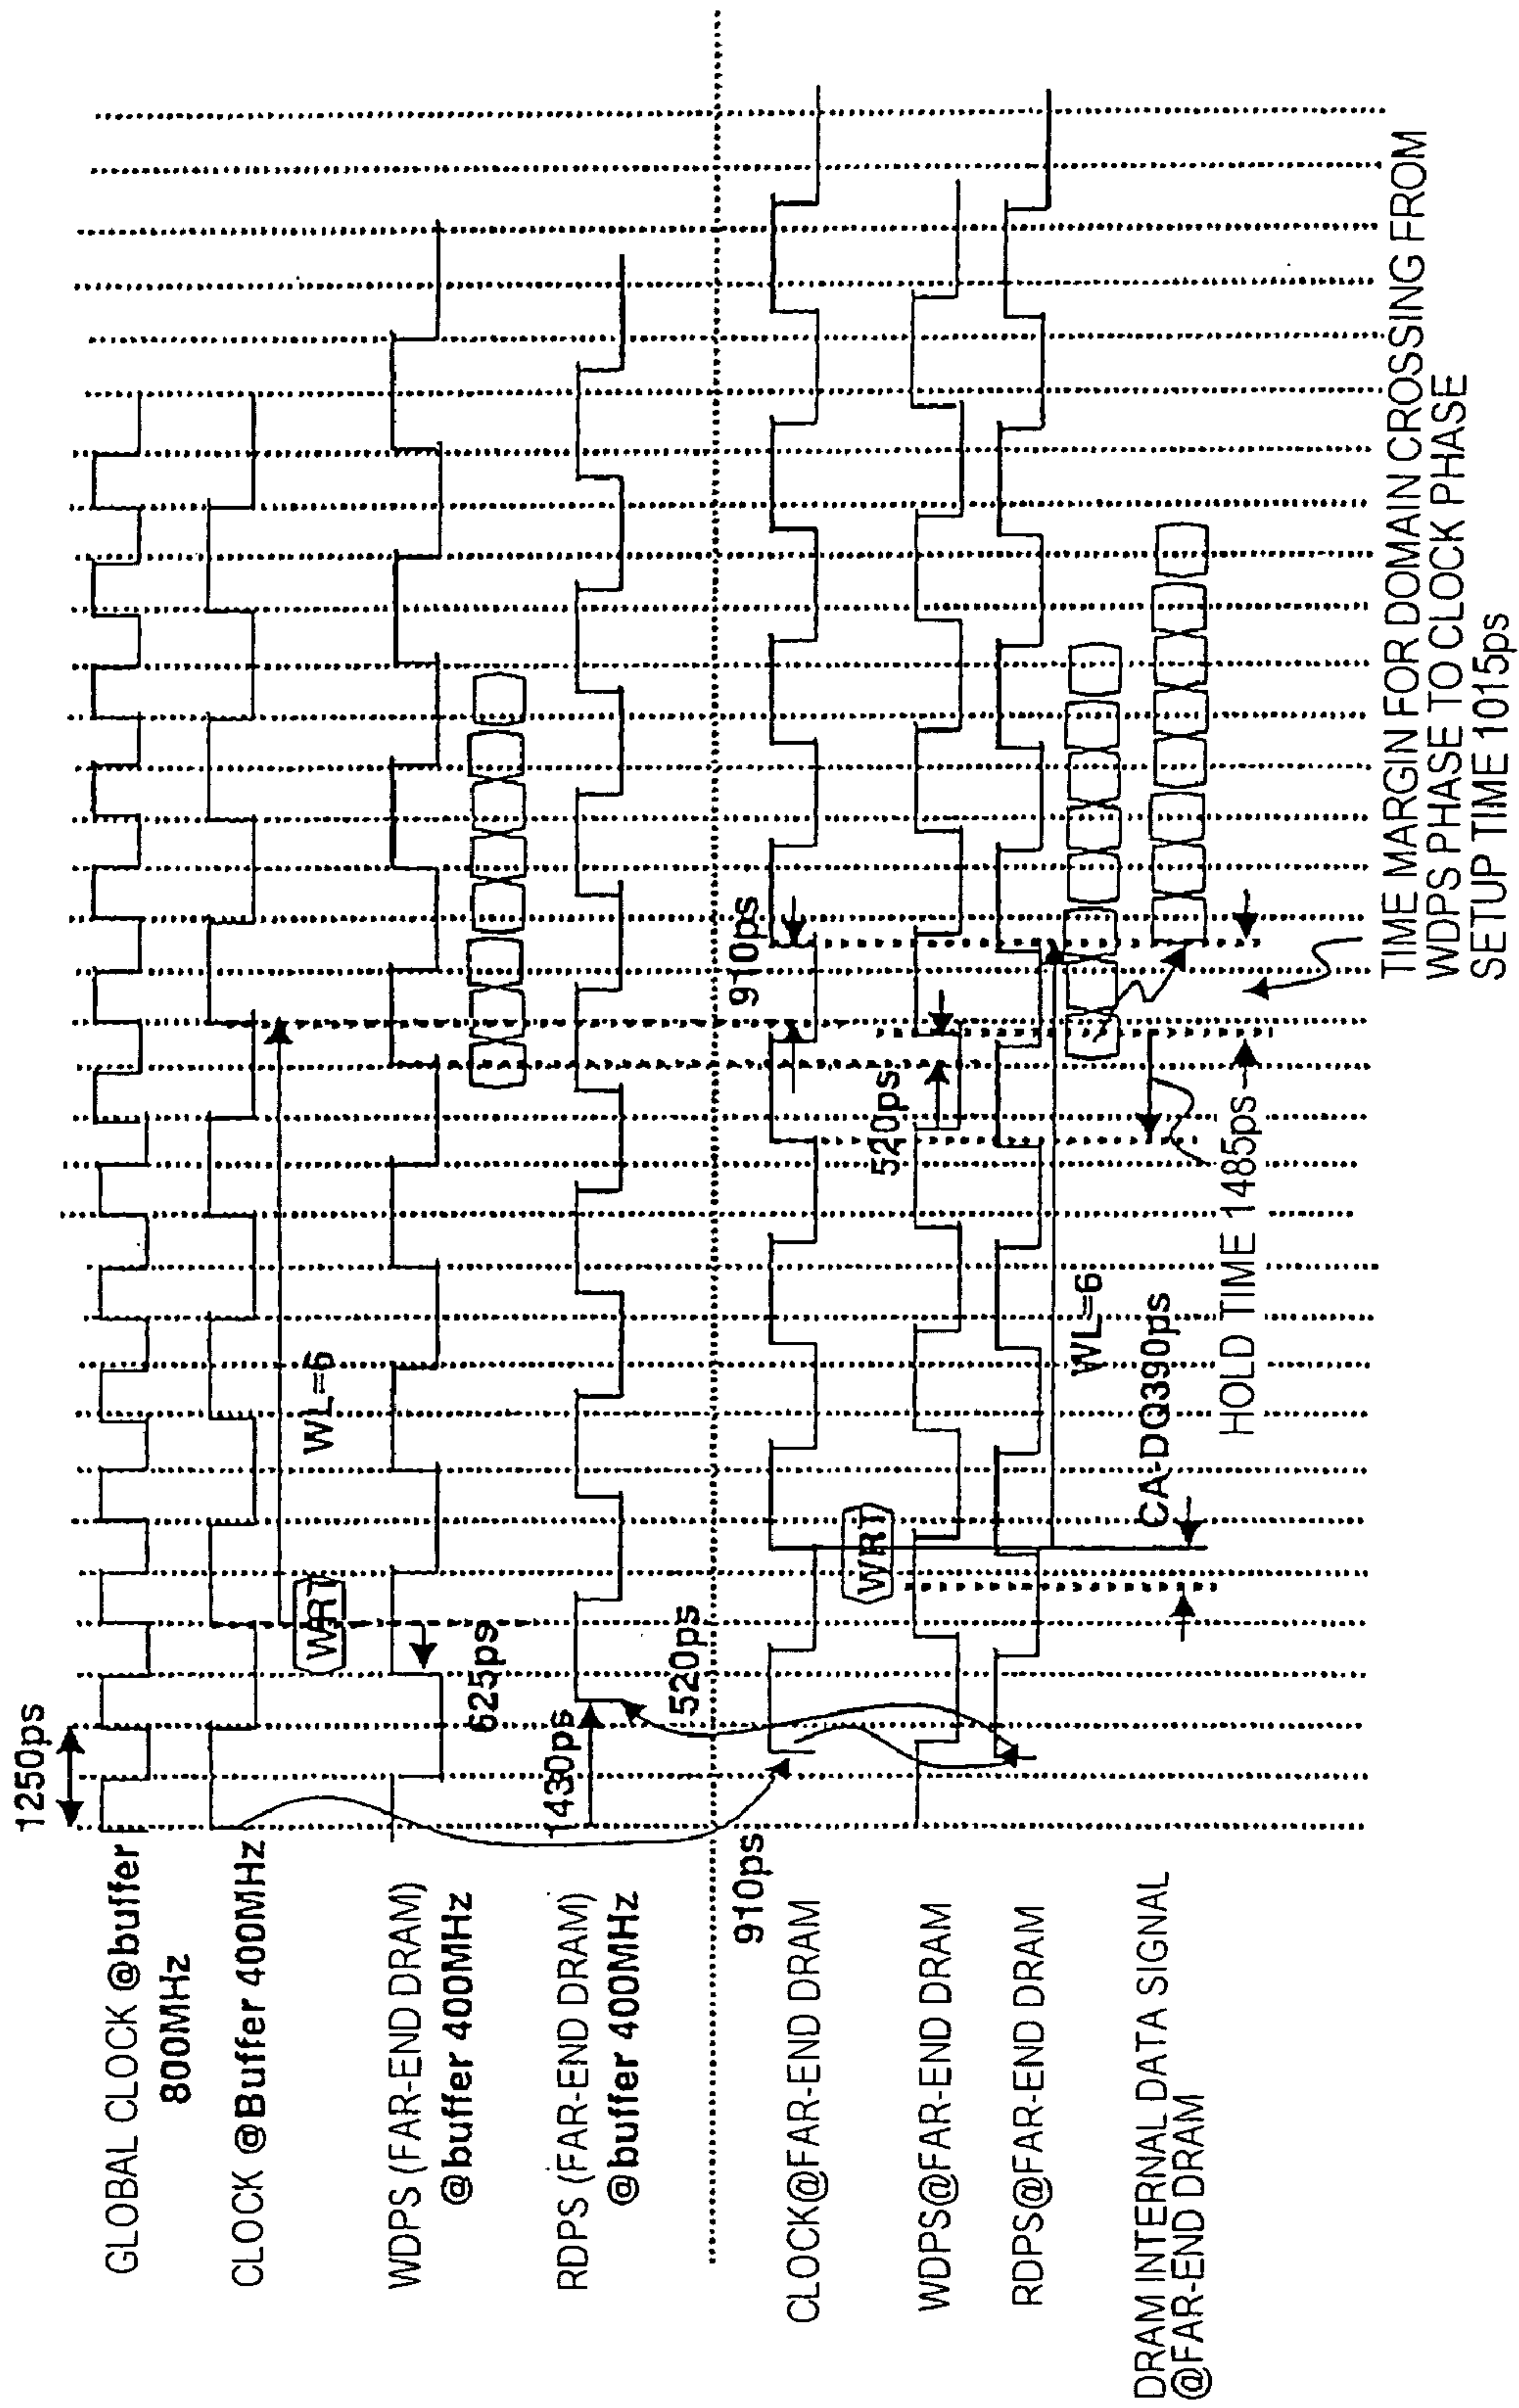 1250ps
GLOBAL CLOCK @buffer
800MHz
CLOCK @Buffer 400MHz
WRT
WL=6
WDPS (FAR-END DRAM)
@buffer 400MHz
625ps
RDPS (FAR-END DRAM)
@buffer 400MHz
1430ps
520ps
910ps
910ps
CLOCK@FAR-END DRAM
WRT
520ps
WDPS@FAR-END DRAM
RDPS@FAR-END DRAM
WL=6
CA-DQ390ps
DRAM INTERNAL DATA SIGNAL
@FAR-END DRAM
HOLD TIME 1485ps
TIME MARGIN FOR DOMAIN CROSSING FROM
WDPS PHASE TO CLOCK PHASE
SETUP TIME 1015ps